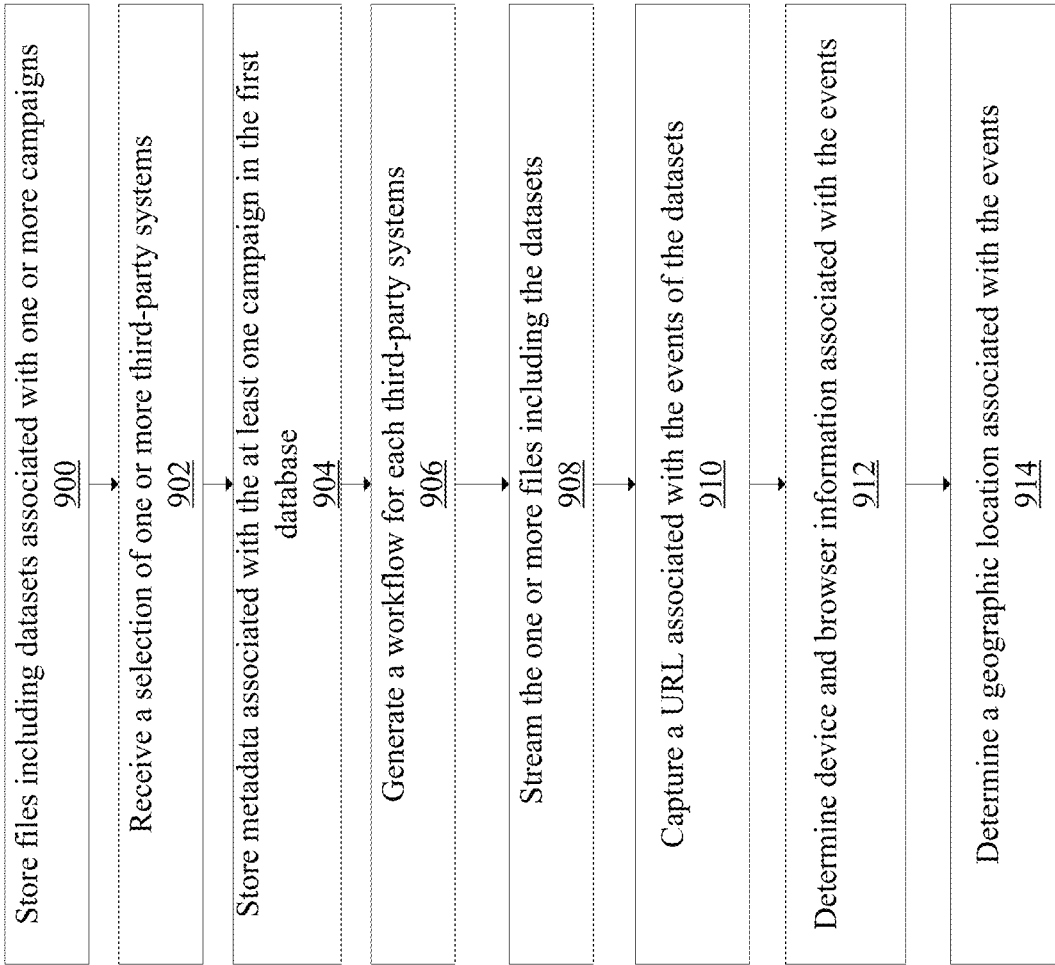 Store files including datasets associated with one or more campaigns
900
Receive a selection of one or more third-party systems
902
Store metadata associated with the at least one campaign in the first
database
904
Generate a workflow for each third-party systems
906
Stream the one or more files including the datasets
908
Capture a URL associated with the events of the datasets
910
Determine device and browser information associated with the events
912
Determine a geographic location associated with the events
914